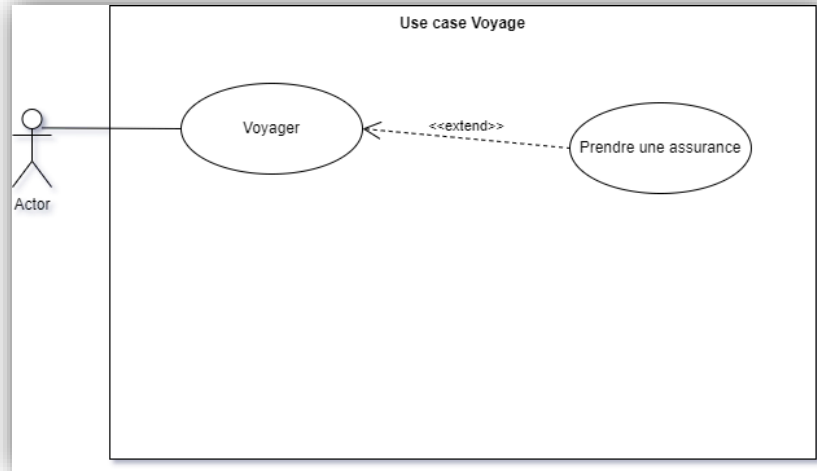 Use case Voyage
Voyager
<<extend>>
Prendre une assurance
Actor